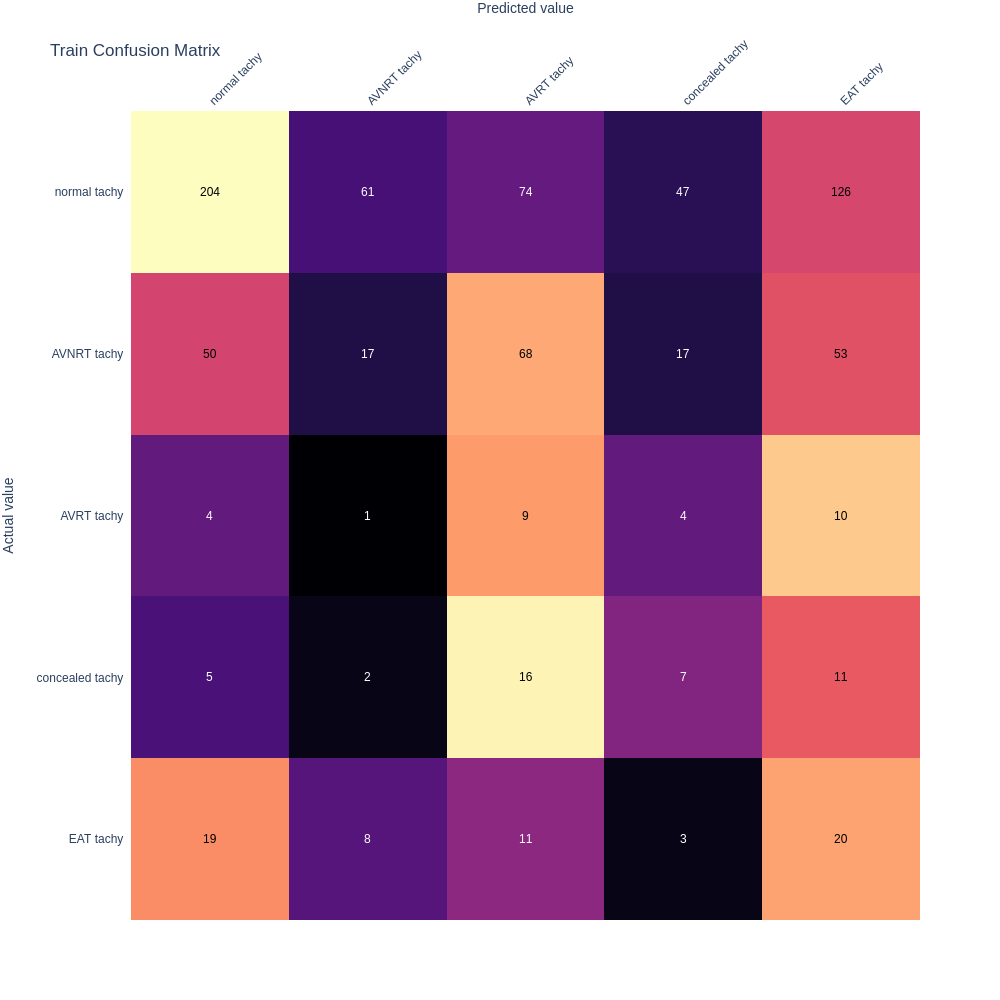 Predicted value
Train Confusion Matrix
normal tachy AVNRT tachy AVRT tachy concealed tachy EAT tachy
Actual value
normal tachy 204 61 74 47 126
AVNRT tachy 50 17 68 17 53
AVRT tachy 4 1 9 4 10
concealed tachy 5 2 16 7 11
EAT tachy 19 8 11 3 20